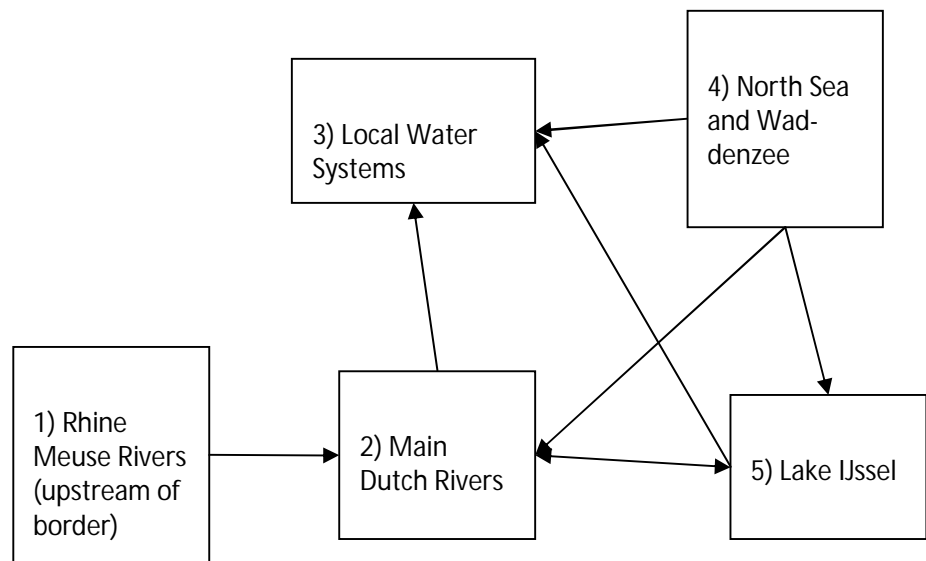 4) North Sea
and Wad-
denzee
3) Local Water
Systems
1) Rhine
Meuse Rivers
(upstream of
border)
2) Main
Dutch Rivers
5) Lake IJssel